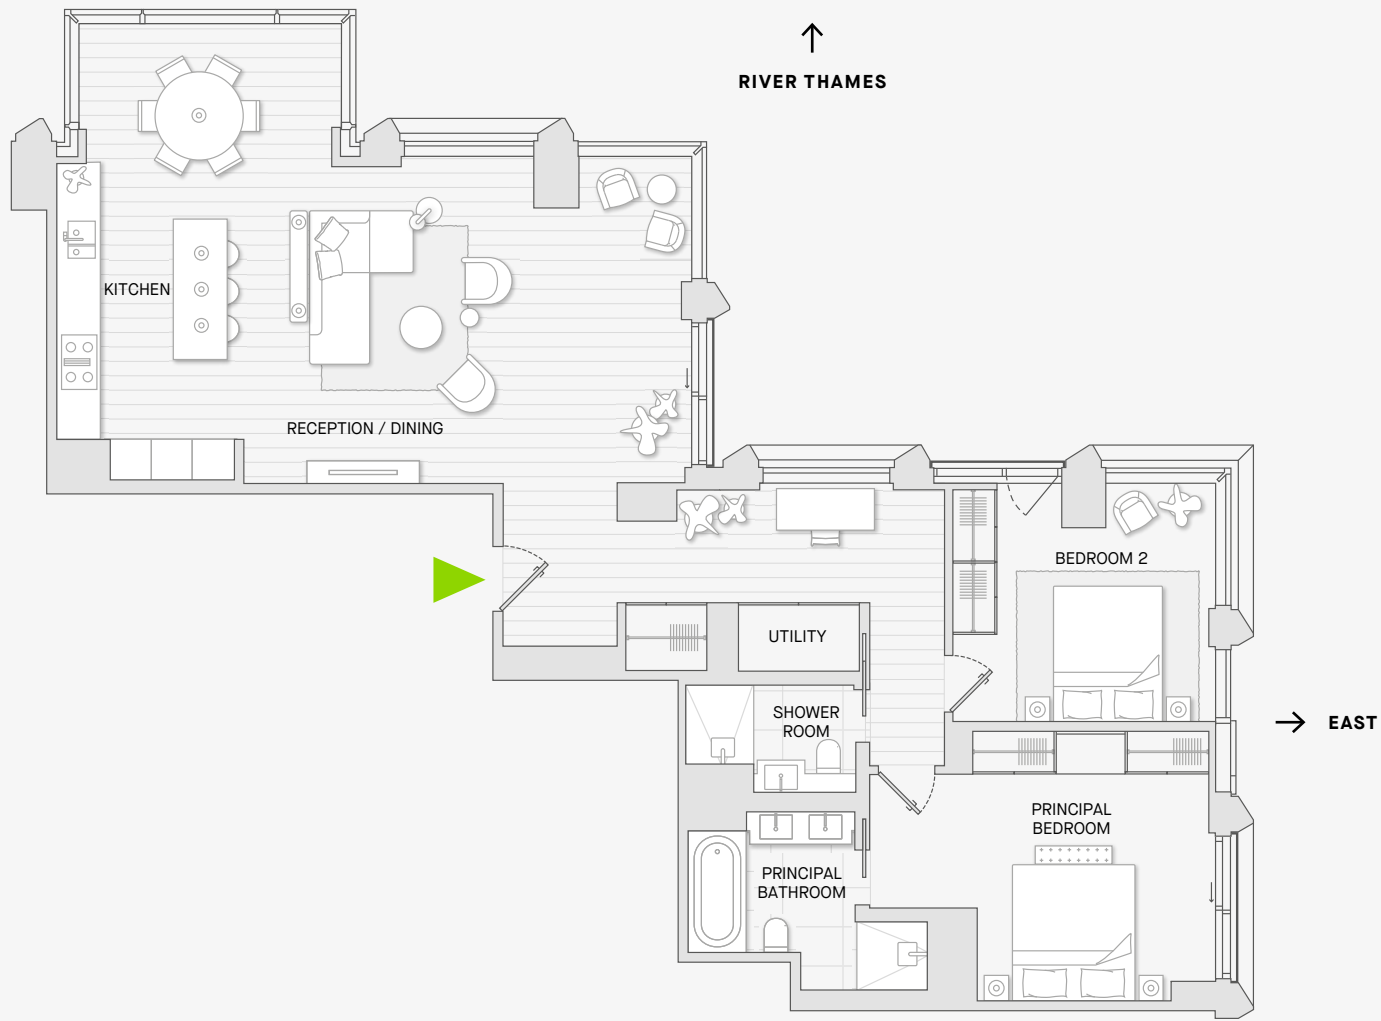 RIVER THAMES
KITCHEN
RECEPTION / DINING
BEDROOM 2
UTILITY
SHOWER
ROOM
EAST
PRINCIPAL
BEDROOM
PRINCIPAL
BATHROOM